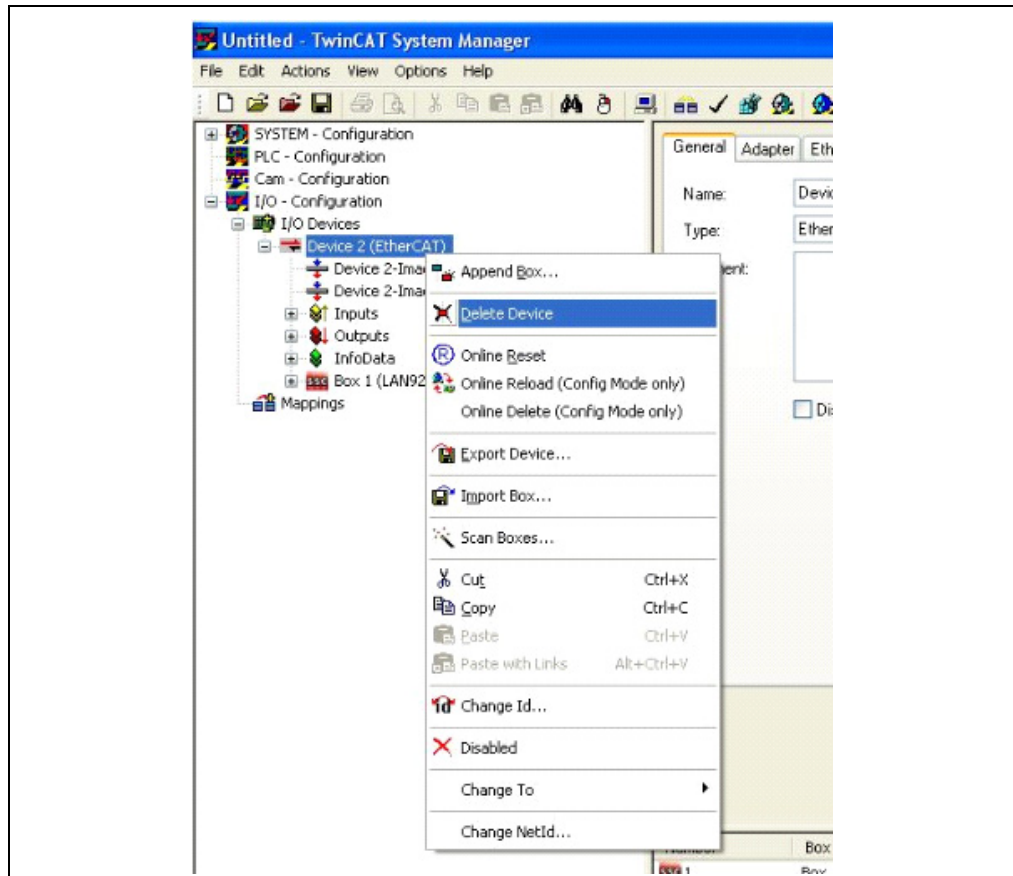 Untitled - TwinCAT System Manager
File Edit Actions View Options Help
SYSTEM - Configuration
PLC - Configuration
Cam - Configuration
I/O - Configuration
I/O Devices
Device 2 (EtherCAT)
Device 2-Ima
Device 2-Ima
Inputs
Outputs
InfoData
Box 1 (LAN92
Mappings
Append Box...
Delete Device
Online Reset
Online Reload (Config Mode only)
Online Delete (Config Mode only)
Export Device...
Import Box...
Scan Boxes...
Cut Ctrl+X
Copy Ctrl+C
Paste Ctrl+V
Paste with Links Alt+Ctrl+V
Change Id...
Disabled
Change To
Change NetId...
General Adapter Eth
Name: Devic
Type: Ether
ent:
Di
Box
1 Box